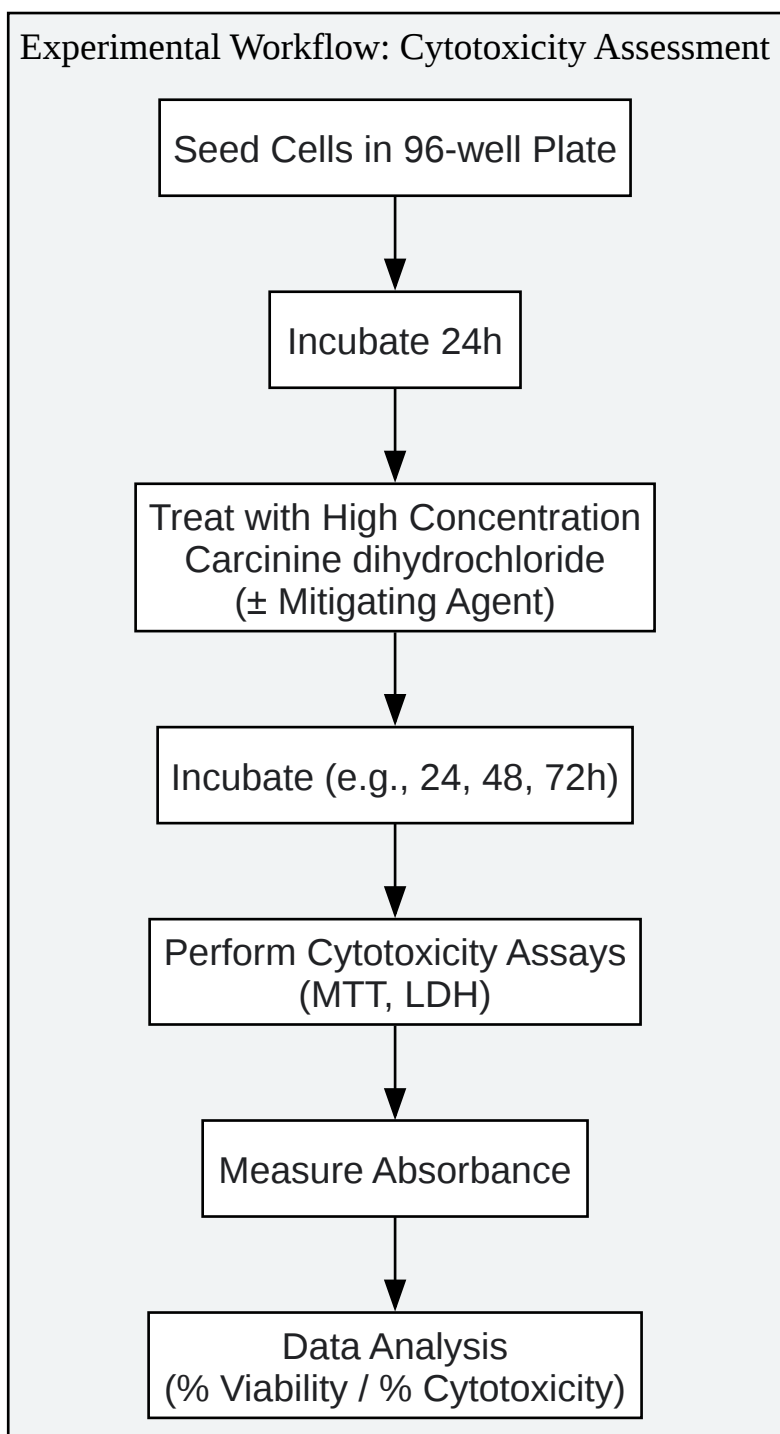 Experimental Workflow: Cytotoxicity Assessment
Seed Cells in 96-well Plate
Incubate 24h
Treat with High Concentration
Carcinine dihydrochloride
(± Mitigating Agent)
Incubate (e.g., 24, 48, 72h)
Perform Cytotoxicity Assays
(MTT, LDH)
Measure Absorbance
Data Analysis
(% Viability / % Cytotoxicity)